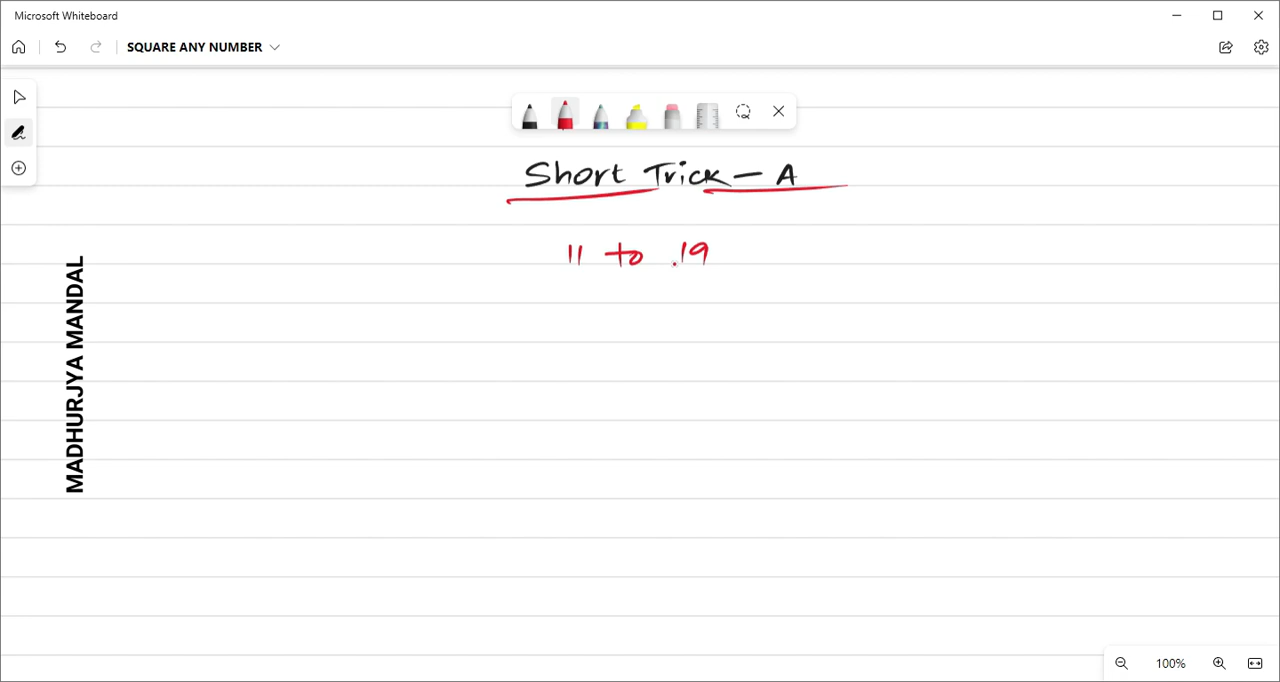 Microsoft Whiteboard
SQUARE ANY NUMBER
Short Trick - A
11 to 19
MADHURJYA MANDAL
100%